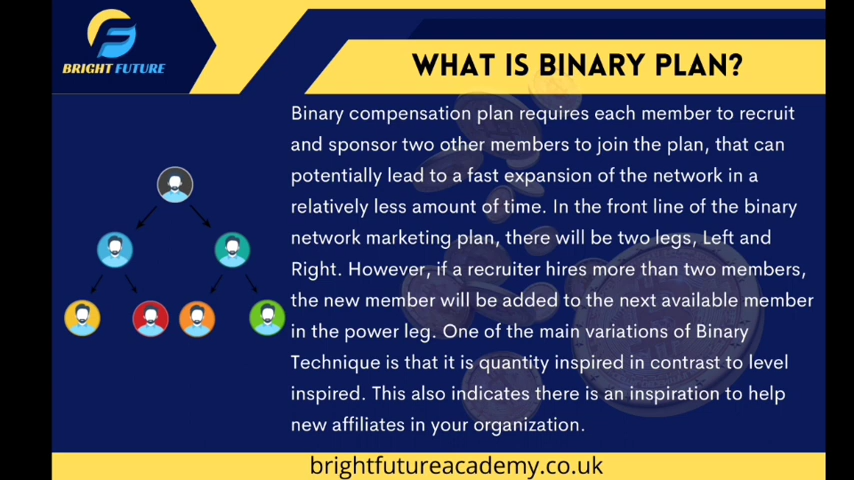 BRIGHT FUTURE
WHAT IS BINARY PLAN?
Binary compensation plan requires each member to recruit
and sponsor two other members to join the plan, that can
potentially lead to a fast expansion of the network in a
relatively less amount of time. In the front line of the binary
network marketing plan, there will be two legs, Left and
Right. However, if a recruiter hires more than two members,
the new member will be added to the next available member
in the power leg. One of the main variations of Binary
Technique is that it is quantity inspired in contrast to level
inspired. This also indicates there is an inspiration to help
new affiliates in your organization.
brightfutureacademy.co.uk